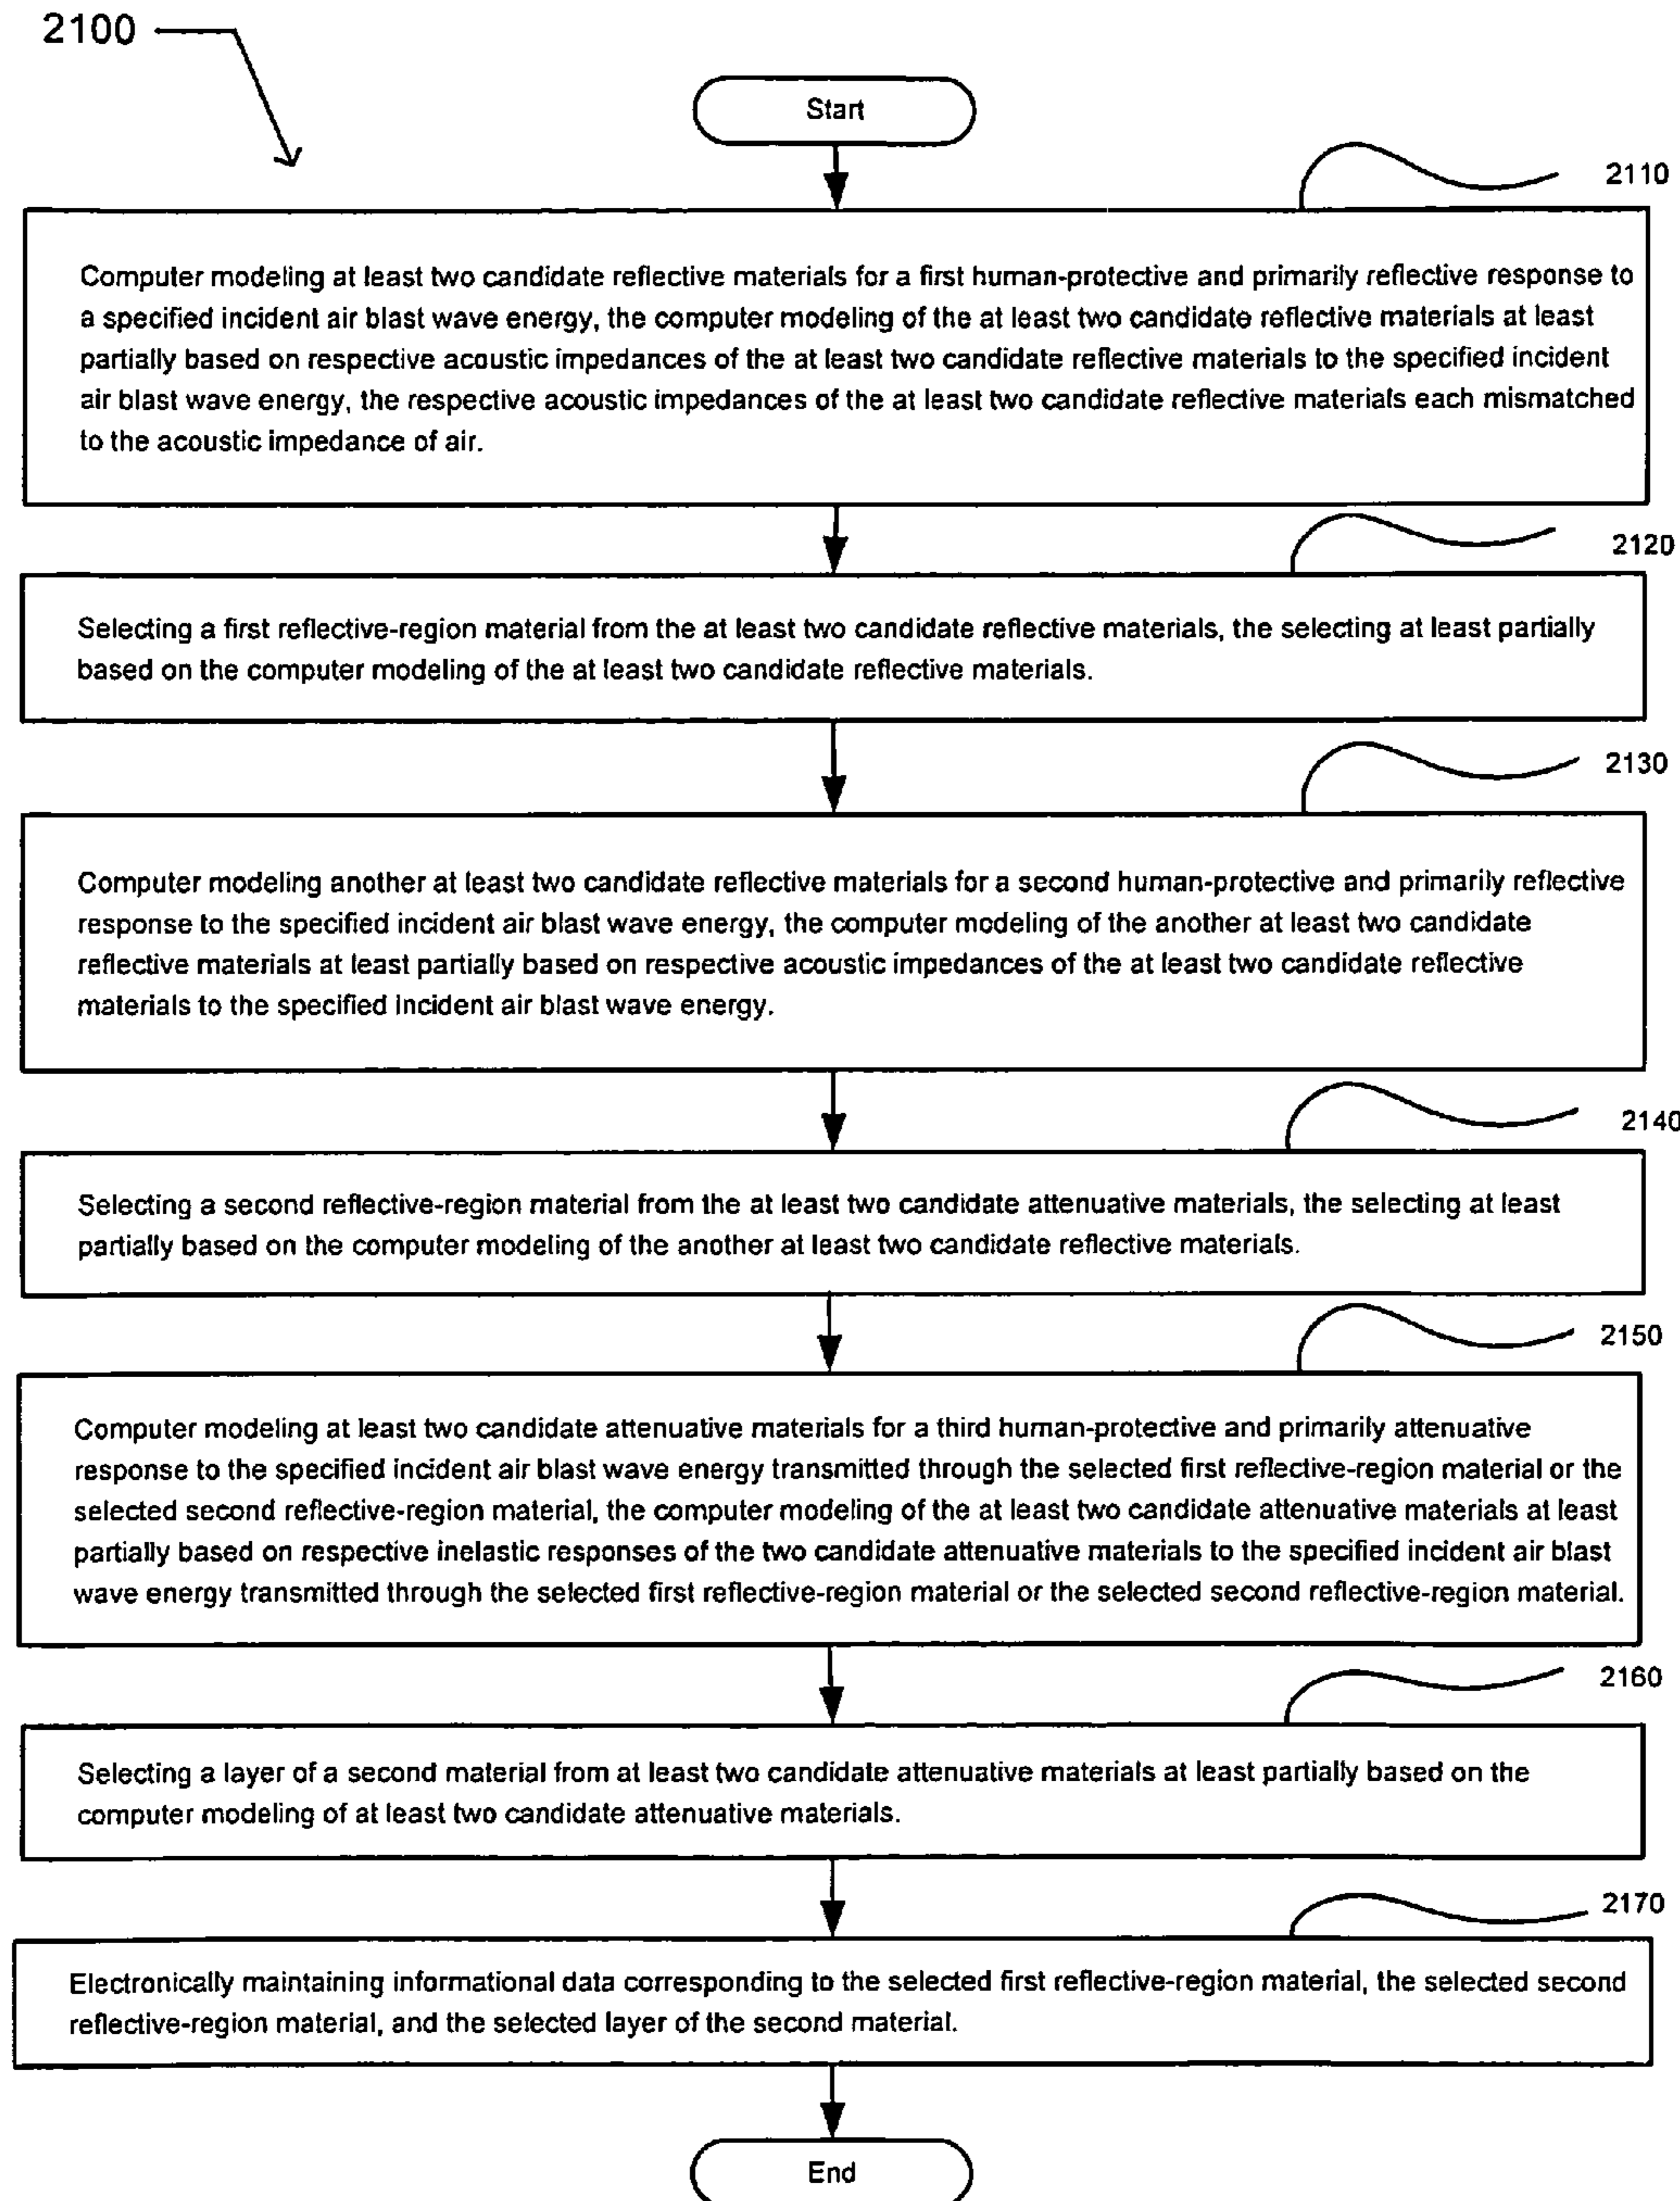 2100
Start
2110
Computer modeling at least two candidate reflective materials for a first human-protective and primarily reflective response to
a specified incident air blast wave energy, the computer modeling of the at least two candidate reflective materials at least
partially based on respective acoustic impedances of the at least two candidate reflective materials to the specified incident
air blast wave energy, the respective acoustic impedances of the at least two candidate reflective materials each mismatched
to the acoustic impedance of air.
2120
Selecting a first reflective-region material from the at least two candidate reflective materials, the selecting at least partially
based on the computer modeling of the at least two candidate reflective materials.
2130
Computer modeling another at least two candidate reflective materials for a second human-protective and primarily reflective
response to the specified incident air blast wave energy, the computer modeling of the another at least two candidate
reflective materials at least partially based on respective acoustic impedances of the at least two candidate reflective
materials to the specified incident air blast wave energy.
2140
Selecting a second reflective-region material from the at least two candidate attenuative materials, the selecting at least
partially based on the computer modeling of the another at least two candidate reflective materials.
2150
Computer modeling at least two candidate attenuative materials for a third human-protective and primarily attenuative
response to the specified incident air blast wave energy transmitted through the selected first reflective-region material or the
selected second reflective-region material, the computer modeling of the at least two candidate attenuative materials at least
partially based on respective inelastic responses of the two candidate attenuative materials to the specified incident air blast
wave energy transmitted through the selected first reflective-region material or the selected second reflective-region material.
2160
Selecting a layer of a second material from at least two candidate attenuative materials at least partially based on the
computer modeling of at least two candidate attenuative materials.
2170
Electronically maintaining informational data corresponding to the selected first reflective-region material, the selected second
reflective-region material, and the selected layer of the second material.
End